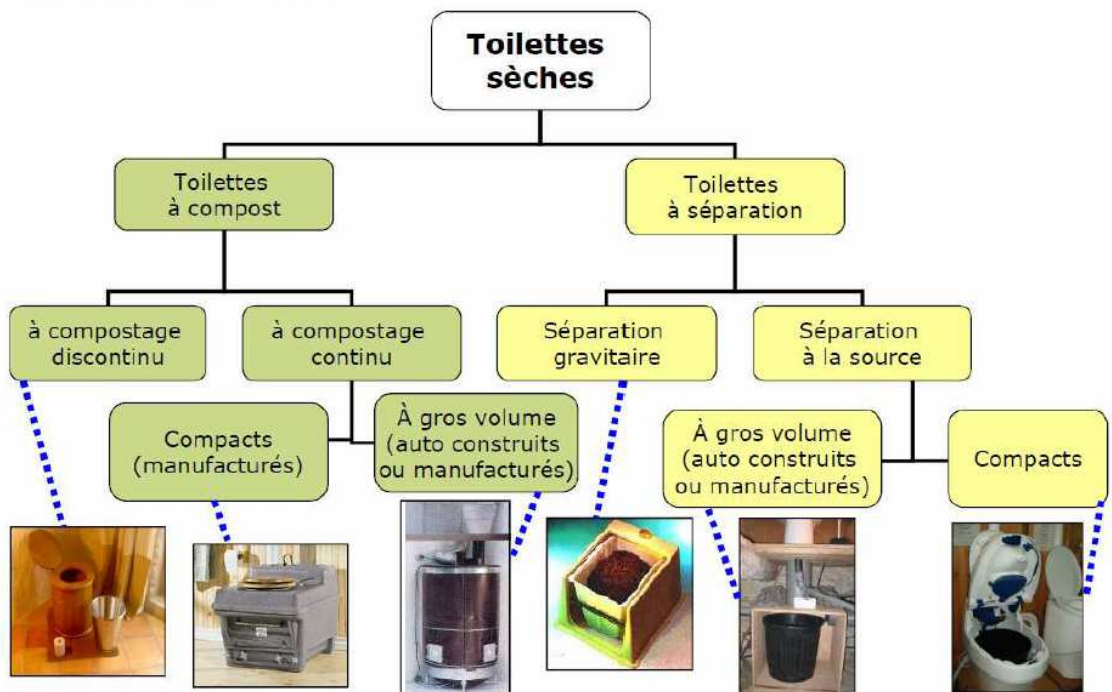 Toilettes
sèches
Toilettes
à compost
Toilettes
à séparation
à compostage
discontinu
à compostage
continu
Séparation
gravitaire
Séparation
à la source
Compacts
(manufacturés)
À gros volume
(auto construits
ou manufacturés)
À gros volume
(auto construits
ou manufacturés)
Compacts